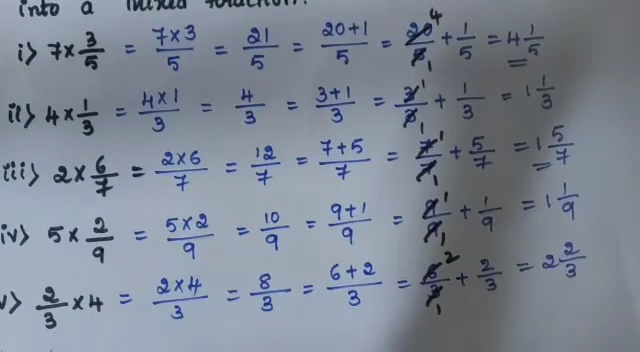 into a mixed fraction.
i) 7 × 3/5 = 7×3/5 = 21/5 = 20+1/5 = 20/5 + 1/5 = 4 1/5
ii) 4 × 1/3 = 4×1/3 = 4/3 = 3+1/3 = 3/3 + 1/3 = 1 1/3
iii) 2 × 6/7 = 2×6/7 = 12/7 = 7+5/7 = 7/7 + 5/7 = 1 5/7
iv) 5 × 2/9 = 5×2/9 = 10/9 = 9+1/9 = 9/9 + 1/9 = 1 1/9
v) 2/3 × 4 = 2×4/3 = 8/3 = 6+2/3 = 6/3 + 2/3 = 2 2/3